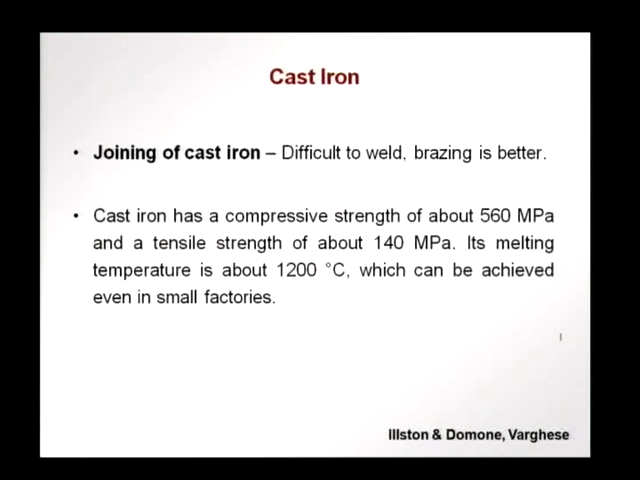 Cast Iron
• Joining of cast iron – Difficult to weld, brazing is better.
• Cast iron has a compressive strength of about 560 MPa
and a tensile strength of about 140 MPa. Its melting
temperature is about 1200 °C, which can be achieved
even in small factories.
Illston & Domone, Varghese